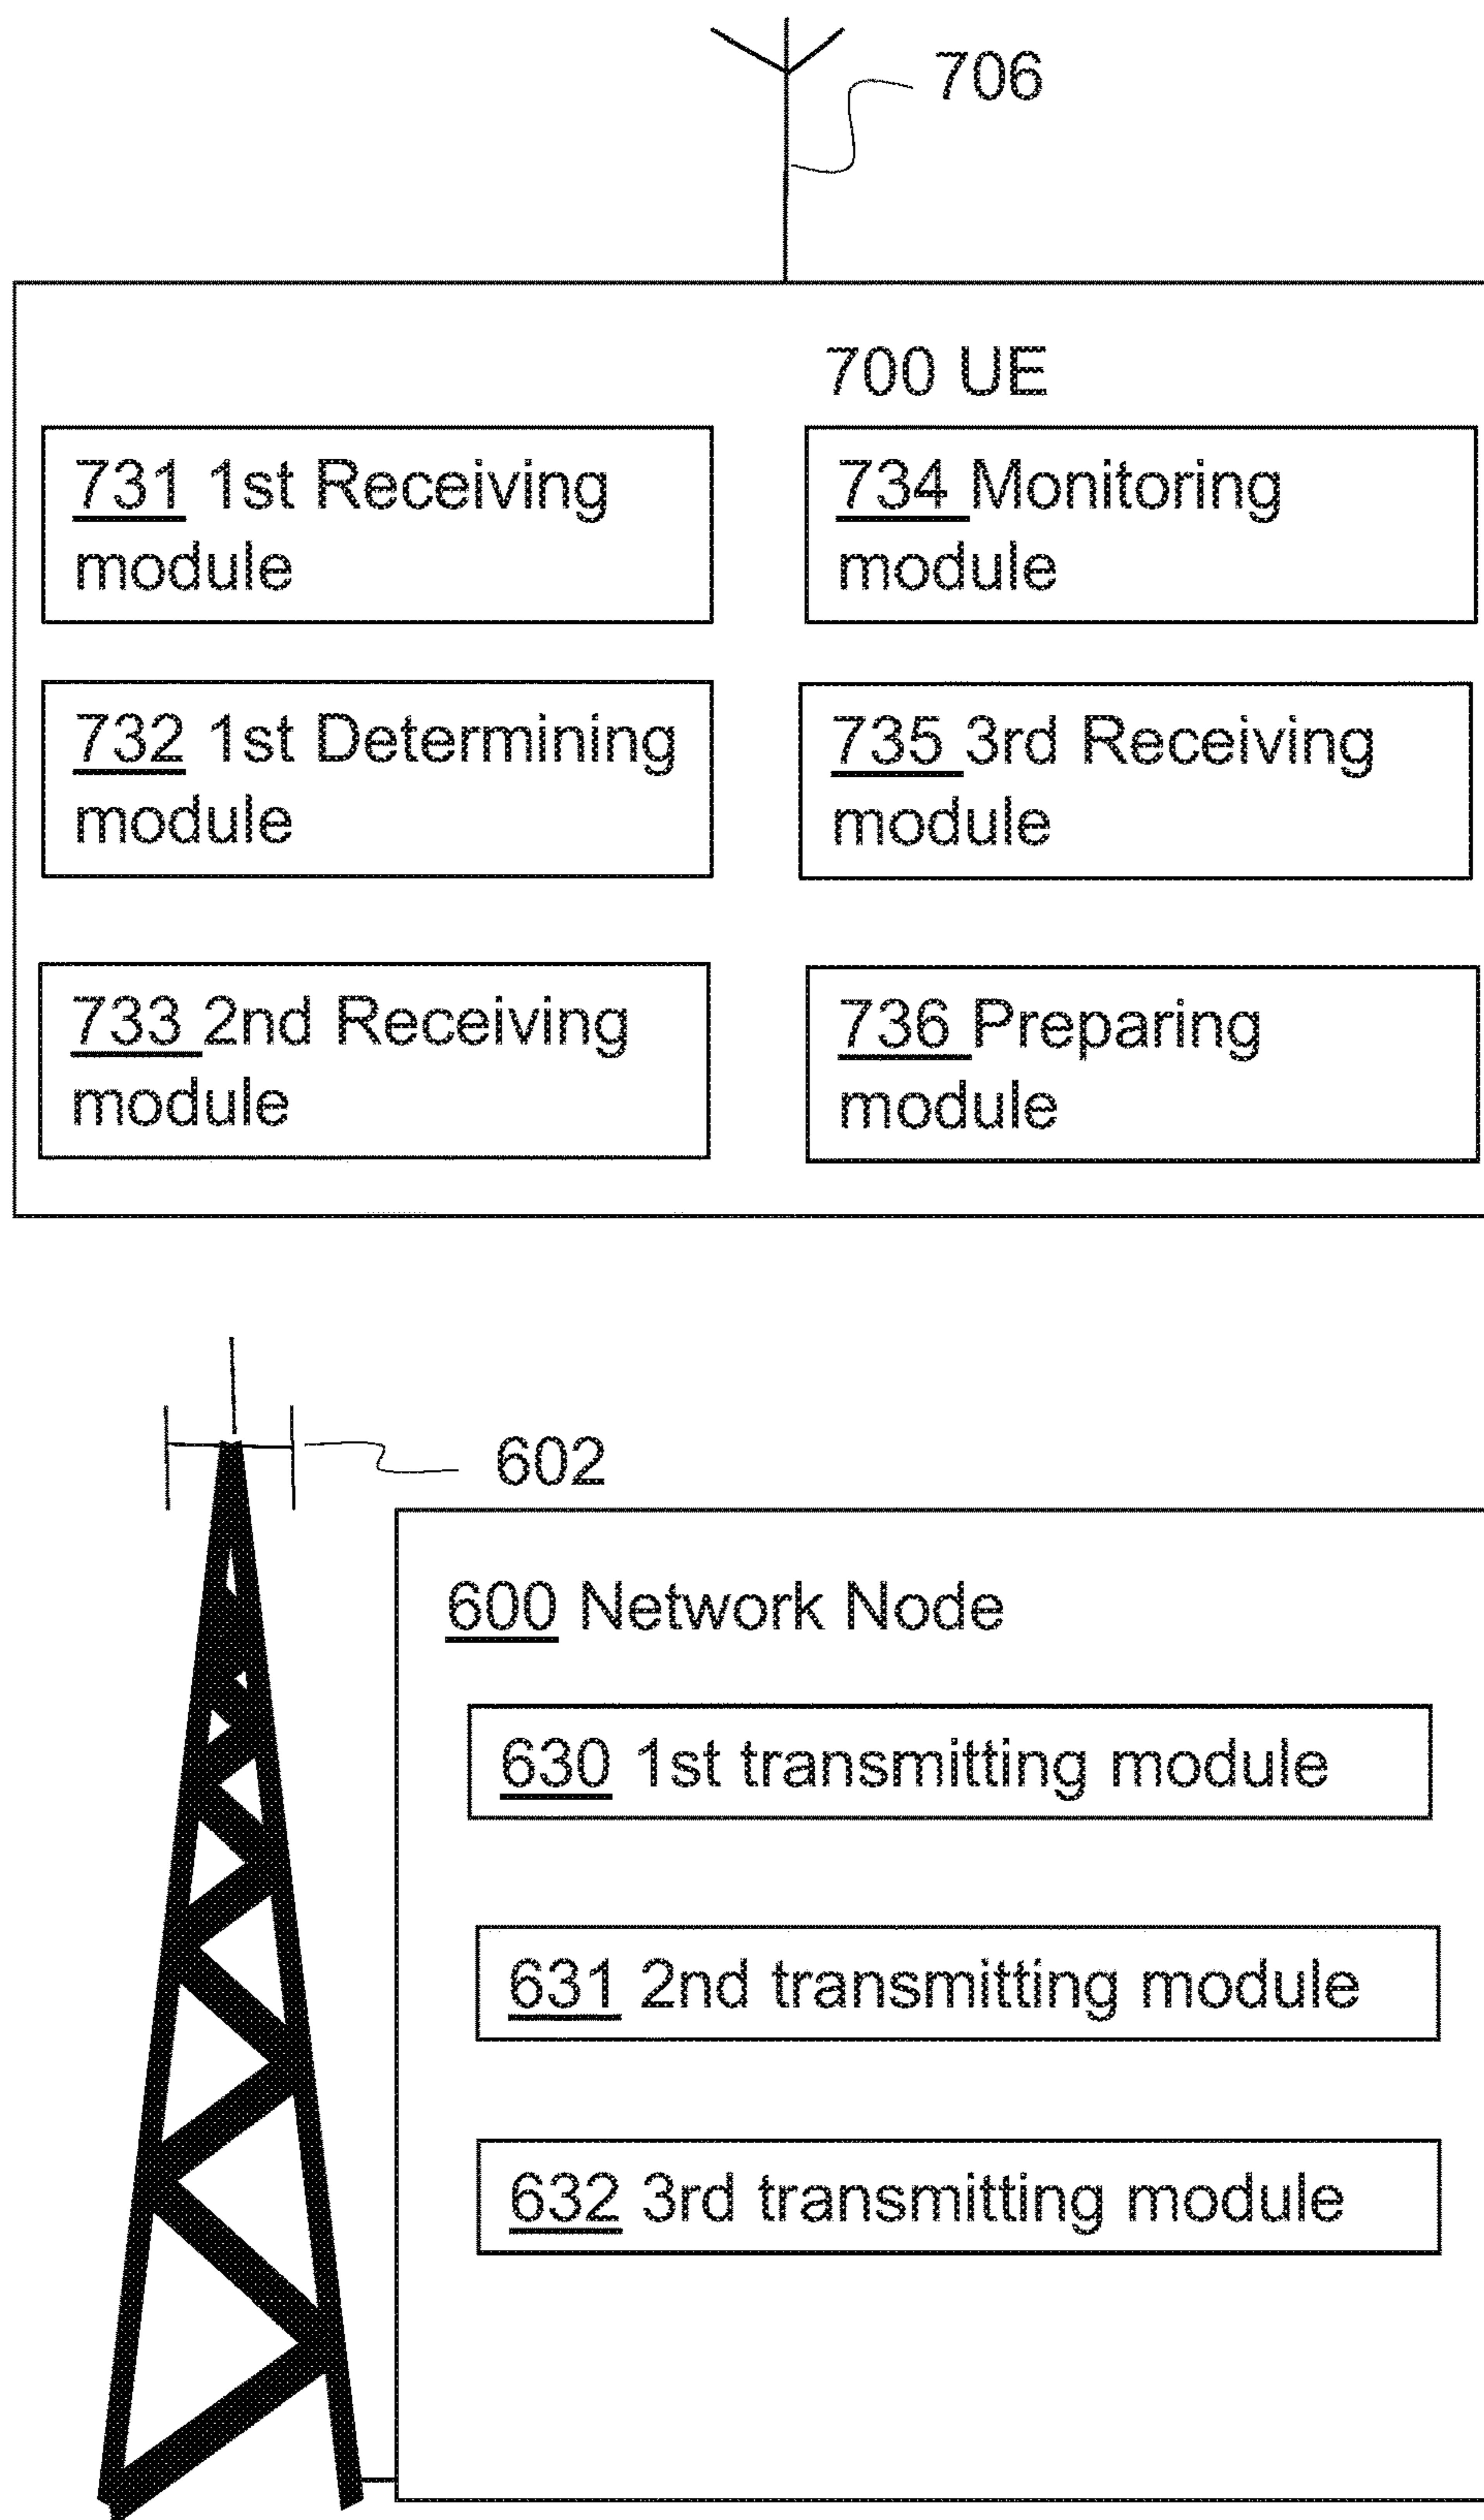 706
700 UE
731 1st Receiving
module
734 Monitoring
module
732 1st Determining
module
735 3rd Receiving
module
733 2nd Receiving
module
736 Preparing
module
602
600 Network Node
630 1st transmitting module
631 2nd transmitting module
632 3rd transmitting module